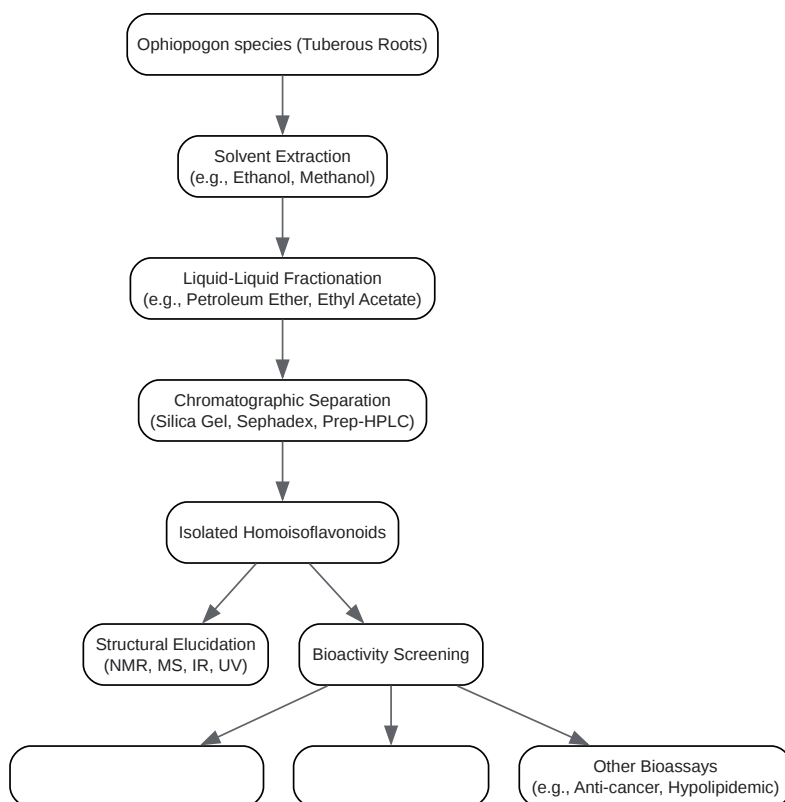 Ophiopogon species (Tuberous Roots)
Solvent Extraction
(e.g., Ethanol, Methanol)
Liquid-Liquid Fractionation
(e.g., Petroleum Ether, Ethyl Acetate)
Chromatographic Separation
(Silica Gel, Sephadex, Prep-HPLC)
Isolated Homoisoflavonoids
Structural Elucidation
(NMR, MS, IR, UV)
Bioactivity Screening
Other Bioassays
(e.g., Anti-cancer, Hypolipidemic)